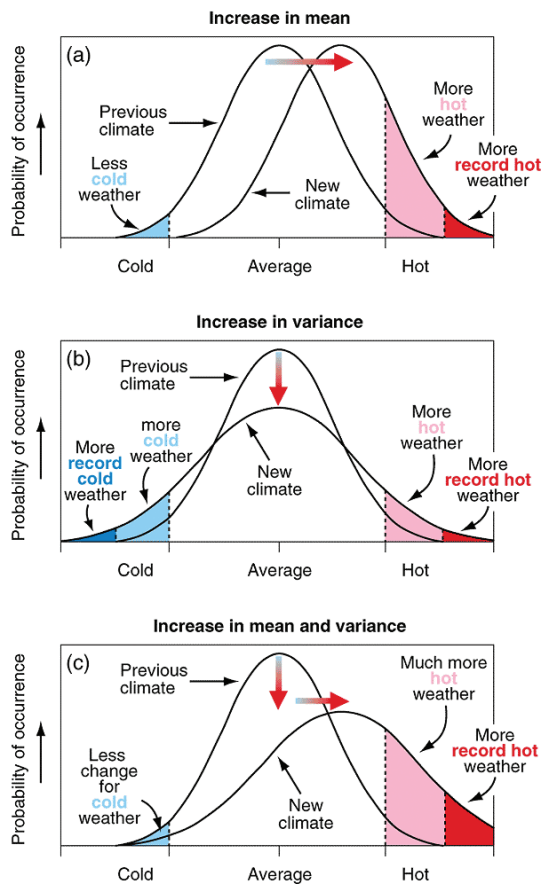 Increase in mean
(a)
Probability of occurrence
Previous
climate
Less
cold
weather
New
climate
More
hot
weather
More
record hot
weather
Cold
Average
Hot
Increase in variance
(b)
Probability of occurrence
Previous
climate
more
cold
weather
More
record
cold
weather
New
climate
More
hot
weather
More
record hot
weather
Cold
Average
Hot
Increase in mean and variance
(c)
Probability of occurrence
Previous
climate
Less
change
for
cold
weather
New
climate
Much more
hot
weather
More
record hot
weather
Cold
Average
Hot